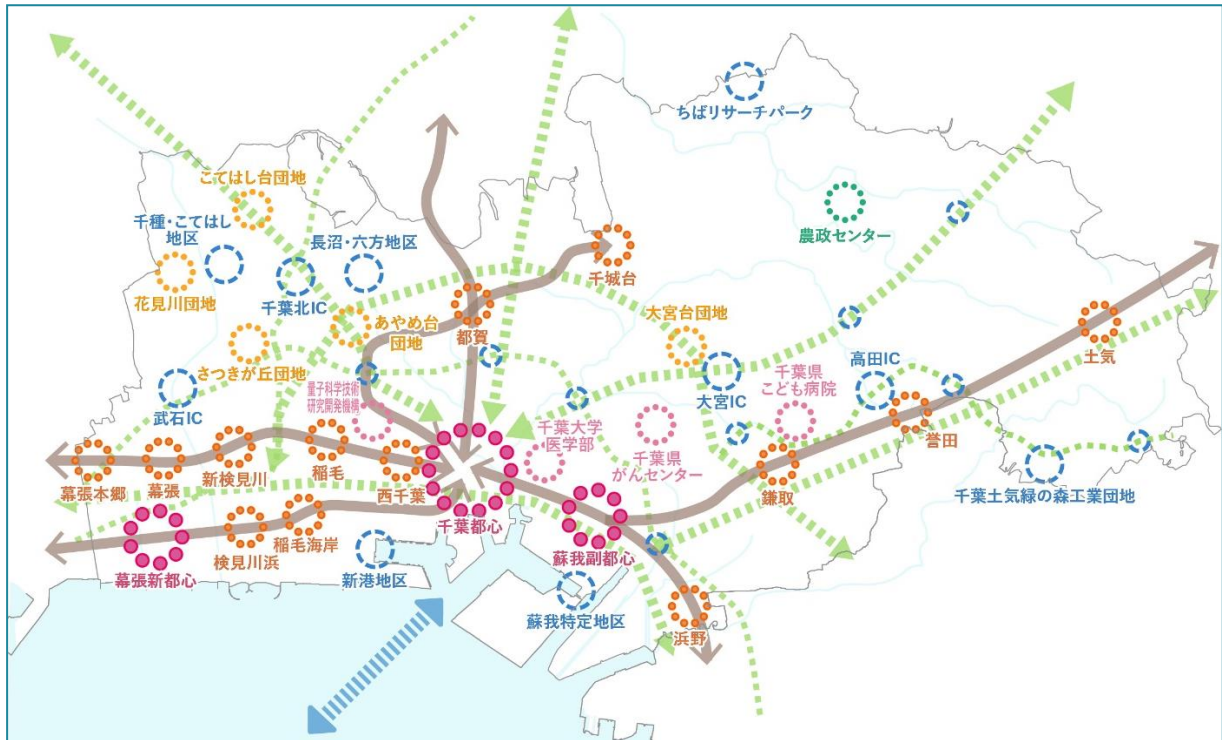 ちばリサーチパーク
こてはし台団地
千種・こてはし
地区
長沼・六方地区
農政センター
千城台
花見川団地
千葉北IC
あやめ台
団地
都賀
大宮台団地
土気
高田IC
さつきが丘団地
千葉県
こども病院
武石IC
量子科学技術
研究開発機構
大宮IC
千葉大学
医学部
誉田
千葉県
がんセンター
幕張本郷
幕張
新検見川
稲毛
西千葉
鎌取
千葉土気緑の森工業団地
千葉都心
稲毛海岸
検見川浜
蘇我副都心
幕張新都心
新港地区
蘇我特定地区
浜野